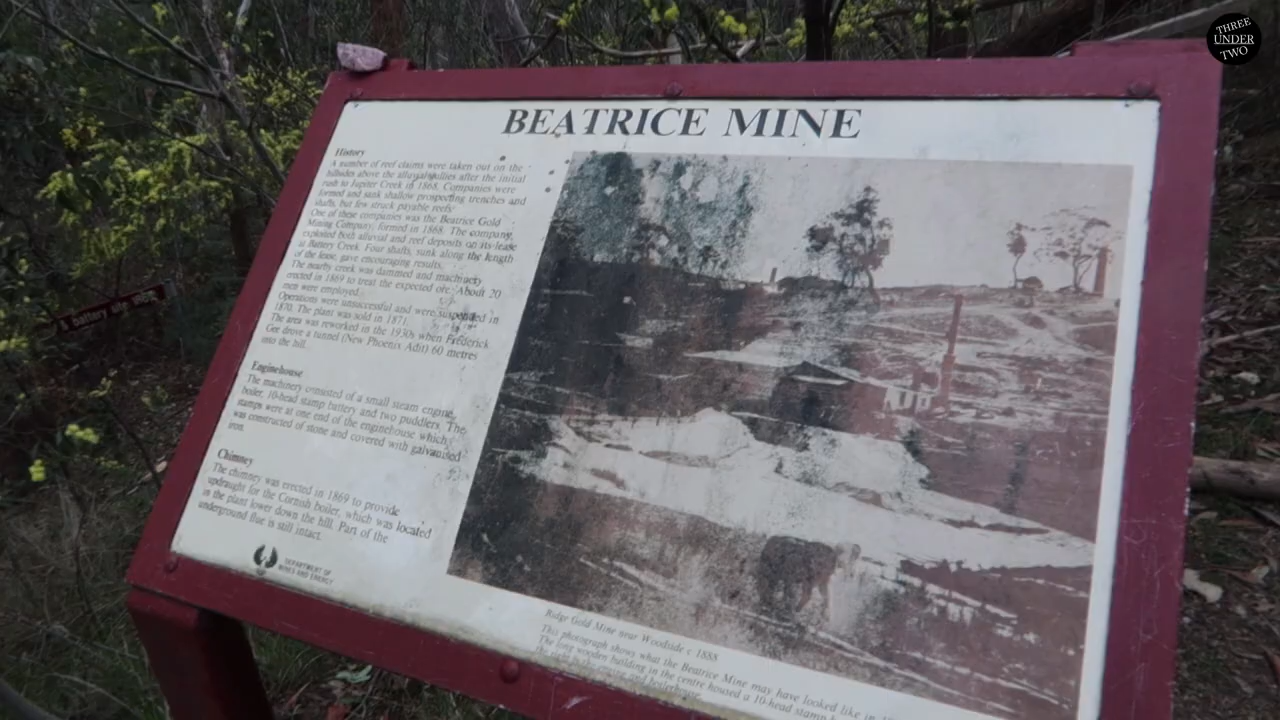 THREE
UNDER
TWO
BEATRICE MINE
History
A number of reef claims were taken out on the
hillsides above the alluvial gullies after the initial
rush to Jupiter Creek in 1868. Companies were
formed and sank shallow prospecting trenches and
shafts, but few struck payable reefs.
One of these companies was the Beatrice Gold
Mining Company, formed in 1868. The company
exploited both alluvial and reef deposits on its lease
at Battery Creek. Four shafts, sunk along the length
of the lease, gave encouraging results.
The nearby creek was dammed and machinery
erected in 1869 to treat the expected ore. About 20
men were employed.
Operations were unsuccessful and were suspended in
1870. The plant was sold in 1871.
The area was reworked in the 1930s when Frederick
Gee drove a tunnel (New Phoenix Adit) 60 metres
into the hill.
Enginehouse
The machinery consisted of a small steam engine,
boiler, 10-head stamp battery and two puddlers. The
stamps were at one end of the enginehouse which
was constructed of stone and covered with galvanised
iron.
Chimney
The chimney was erected in 1869 to provide
updraught for the Cornish boiler, which was located
in the plant lower down the hill. Part of the
underground flue is still intact.
DEPARTMENT OF
MINES AND ENERGY
Ridge Gold Mine near Woodside c 1888
This photograph shows what the Beatrice Mine may have looked like in
The long wooden building in the centre housed a 10-head stamp
the right is the engine and boilerhouse.